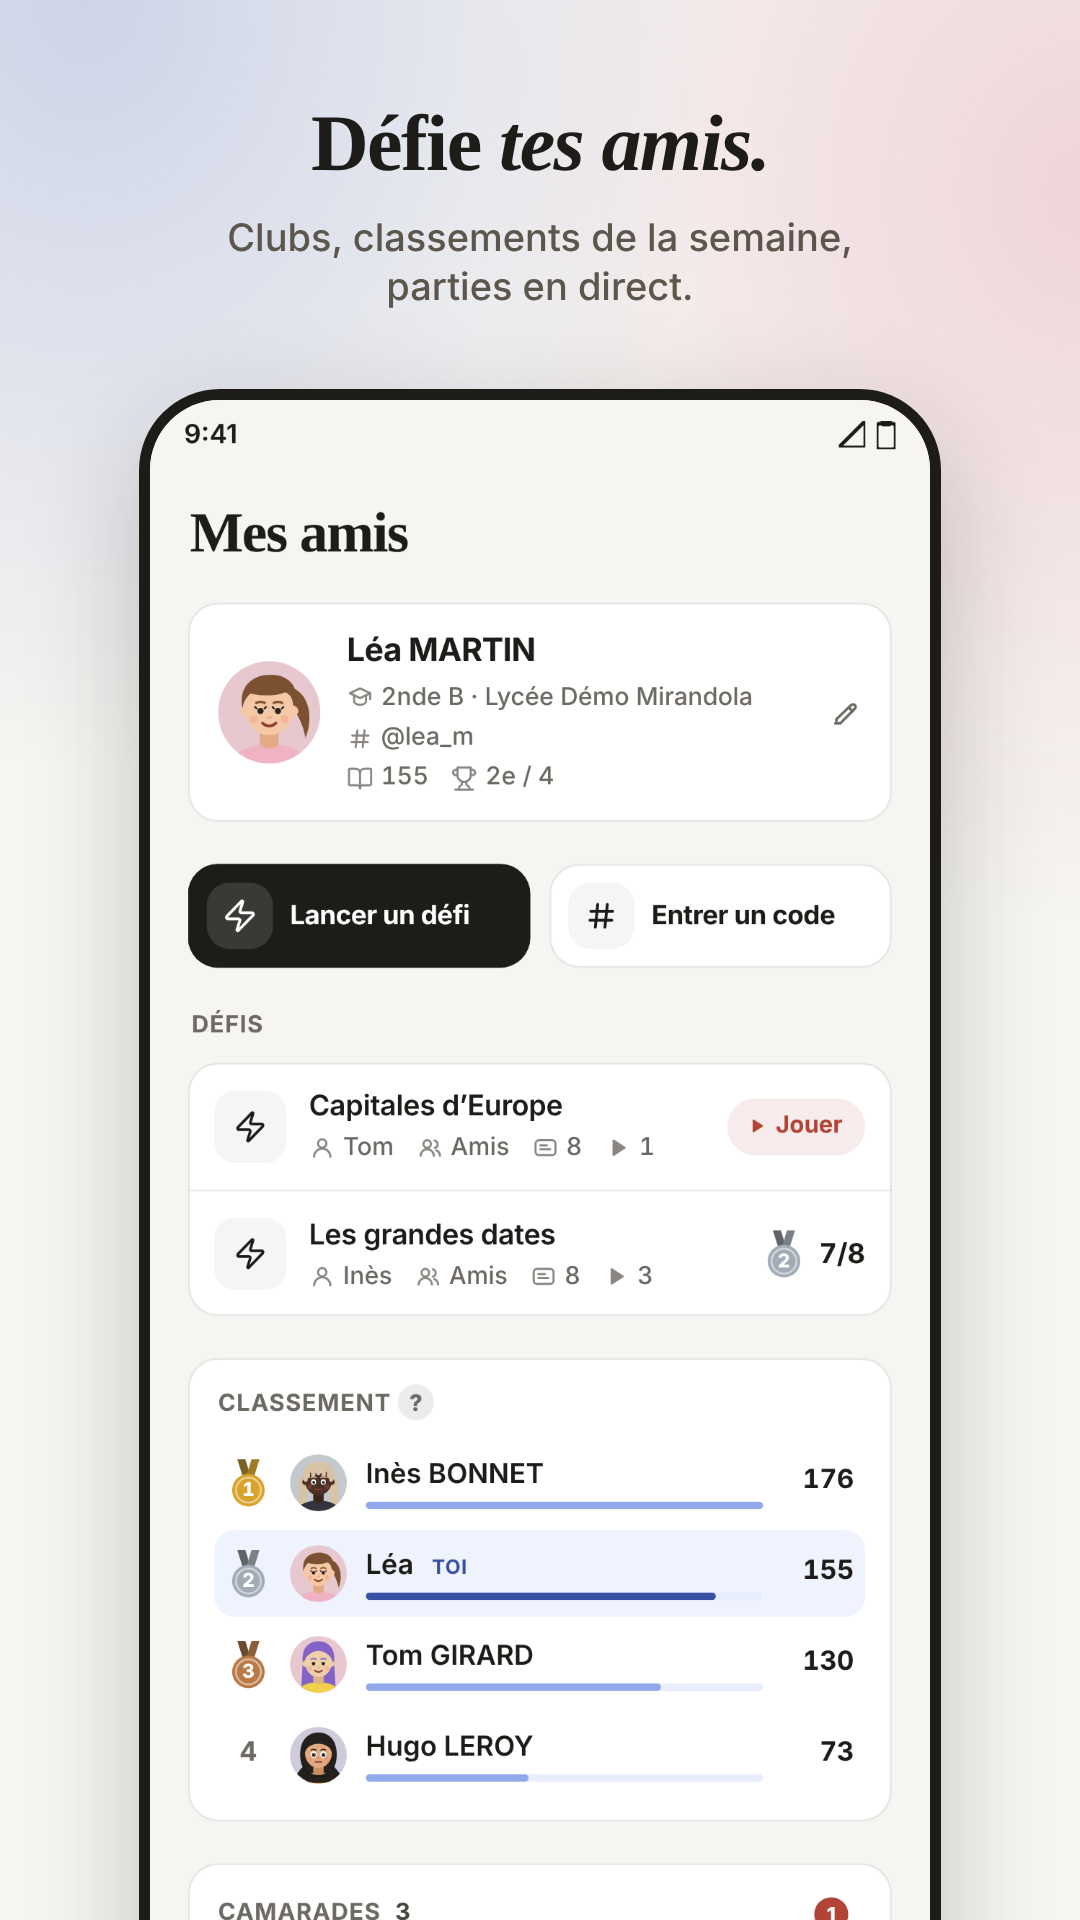 Défie tes amis.
Clubs, classements de la semaine,
parties en direct.
9:41
Mes amis
Léa MARTIN
2nde B · Lycée Démo Mirandola
@lea_m
155 2e / 4
Lancer un défi
# Entrer un code
DÉFIS
Capitales d’Europe
Tom Amis 8 1
Jouer
Les grandes dates
Inès Amis 8 3
2 7/8
CLASSEMENT ?
1 Inès BONNET 176
2 Léa TOI 155
3 Tom GIRARD 130
4 Hugo LEROY 73
CAMARADES 3 1